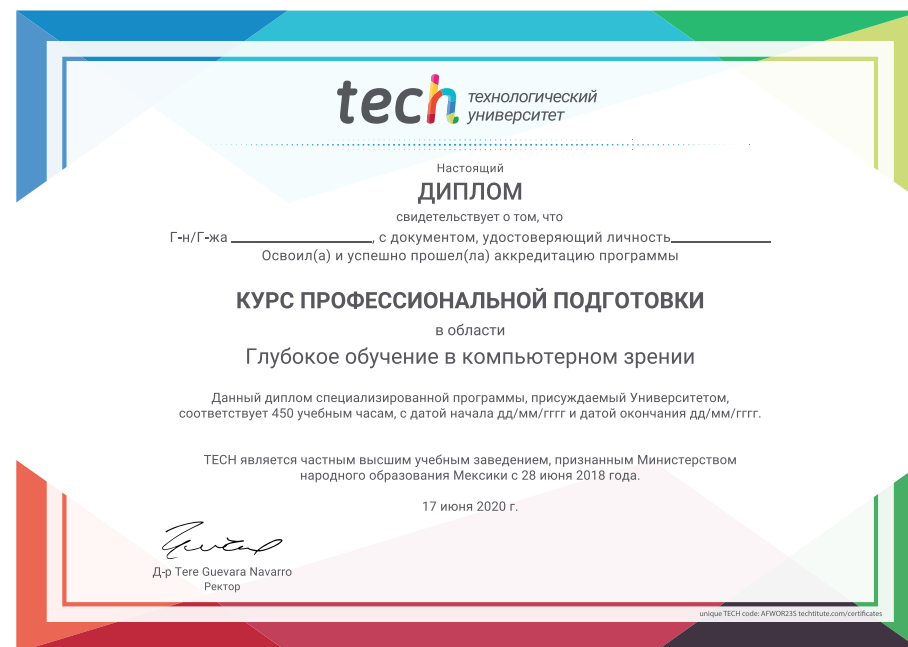 tech технологический
университет
Настоящий
ДИПЛОМ
свидетельствует о том, что
Г-н/Г-жа ____________________, с документом, удостоверяющий личность______________
Освоил(а) и успешно прошел(ла) аккредитацию программы
КУРС ПРОФЕССИОНАЛЬНОЙ ПОДГОТОВКИ
в области
Глубокое обучение в компьютерном зрении
Данный диплом специализированной программы, присуждаемый Университетом,
соответствует 450 учебным часам, с датой начала дд/мм/гггг и датой окончания дд/мм/гггг.
TECH является частным высшим учебным заведением, признанным Министерством
народного образования Мексики с 28 июня 2018 года.
17 июня 2020 г.
Д-р Tere Guevara Navarro
Ректор
unique TECH code: AFWOR23S techtitute.com/certificates